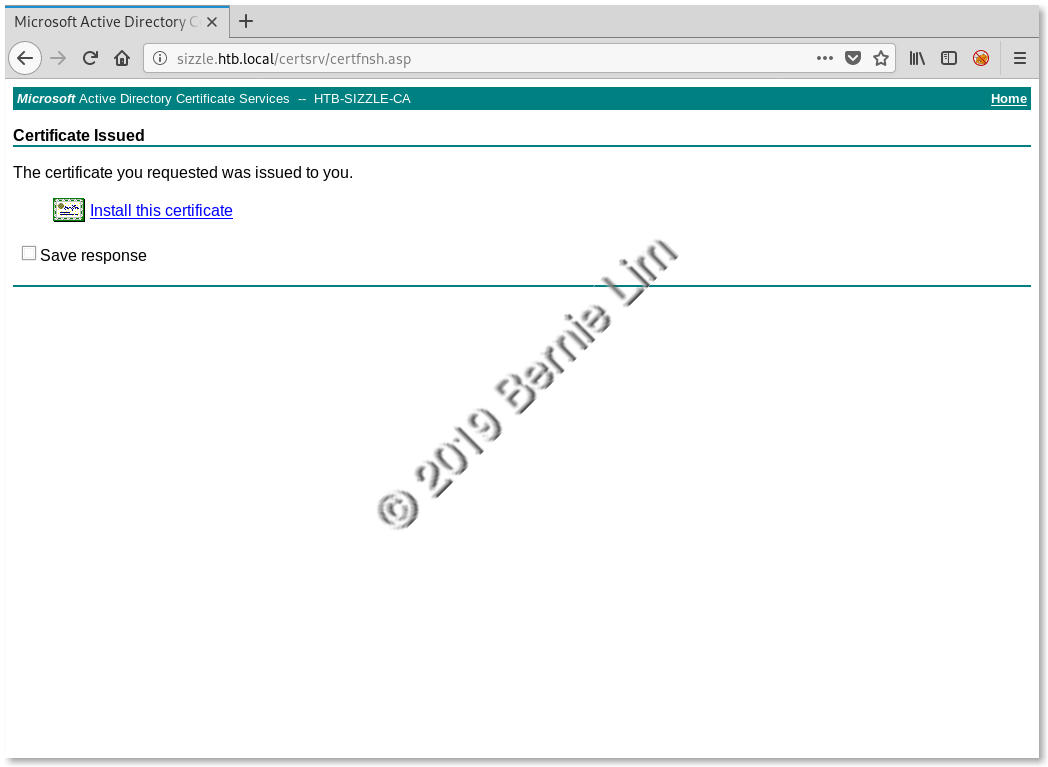 Microsoft Active Directory C
sizzle.htb.local/certsrv/certfnsh.asp
Microsoft Active Directory Certificate Services -- HTB-SIZZLE-CA Home
Certificate Issued
The certificate you requested was issued to you.
Install this certificate
Save response
© 2019 Bernie Lim